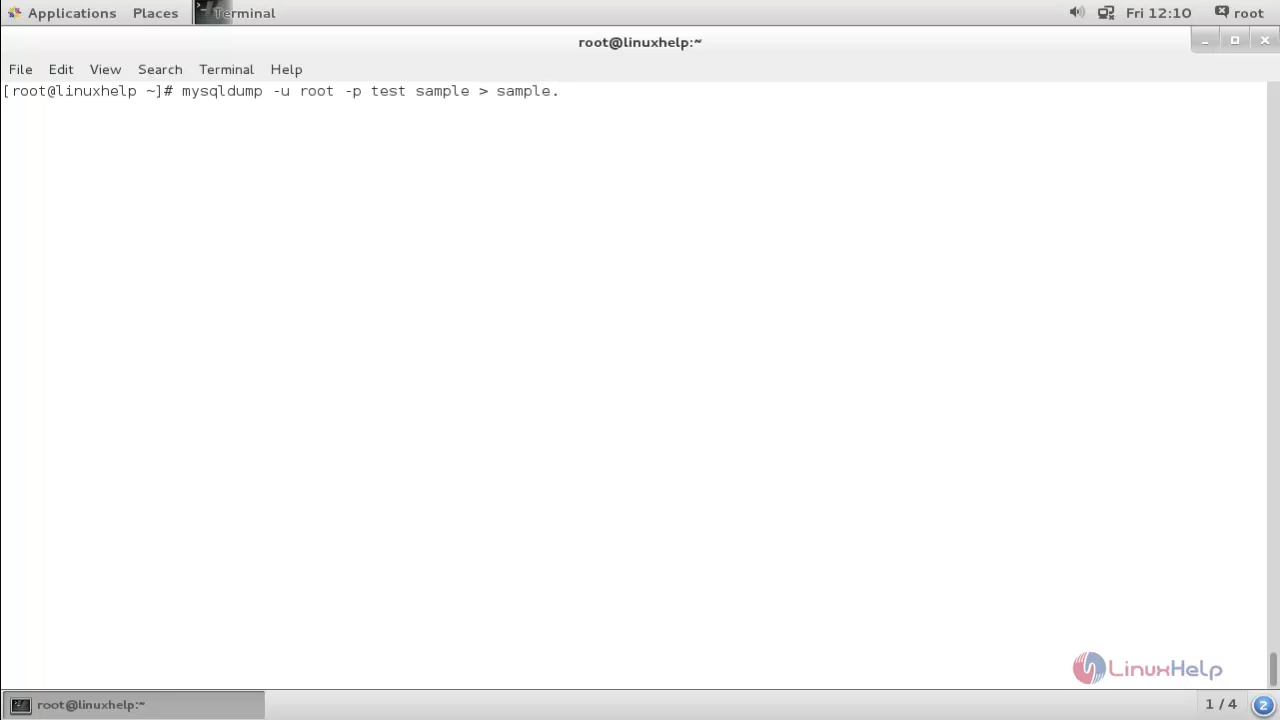 Applications Places Terminal Fri 12:10 root
root@linuxhelp:~
File Edit View Search Terminal Help
[root@linuxhelp ~]# mysqldump -u root -p test sample > sample.
LinuxHelp
root@linuxhelp:~ 1 / 4 2